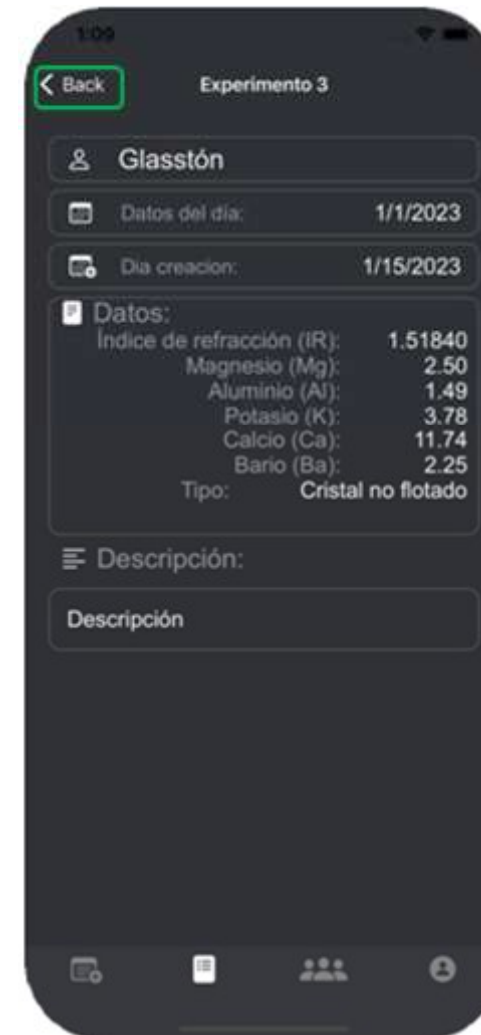 1:09
Back Experimento 3
Glasstón
Datos del día: 1/1/2023
Dia creacion: 1/15/2023
Datos:
Índice de refracción (IR): 1.51840
Magnesio (Mg): 2.50
Aluminio (Al): 1.49
Potasio (K): 3.78
Calcio (Ca): 11.74
Bario (Ba): 2.25
Tipo: Cristal no flotado
Descripción:
Descripción